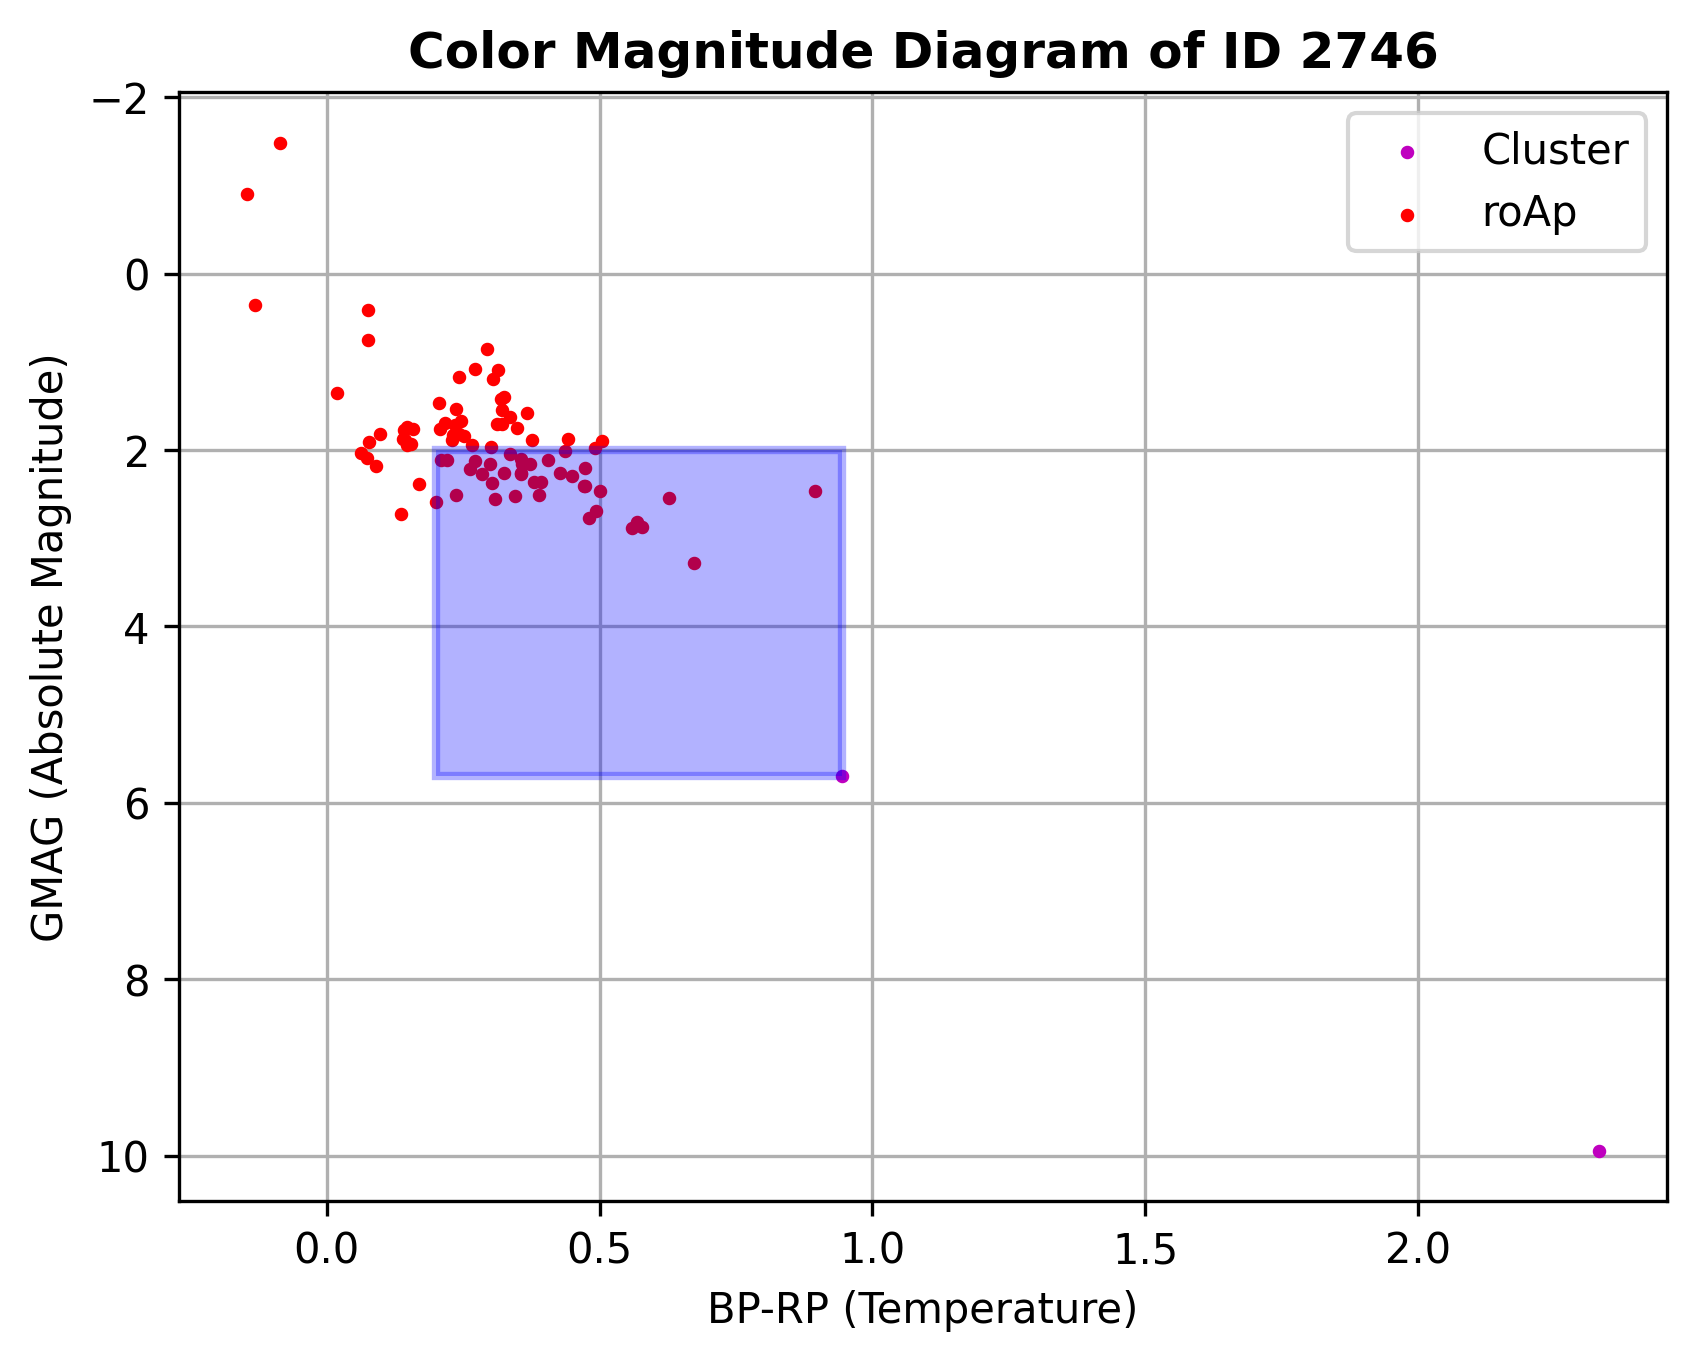 Color Magnitude Diagram of ID 2746
Cluster
roAp
GMAG (Absolute Magnitude)
−2
0
2
4
6
8
10
0.0 0.5 1.0 1.5 2.0
BP-RP (Temperature)